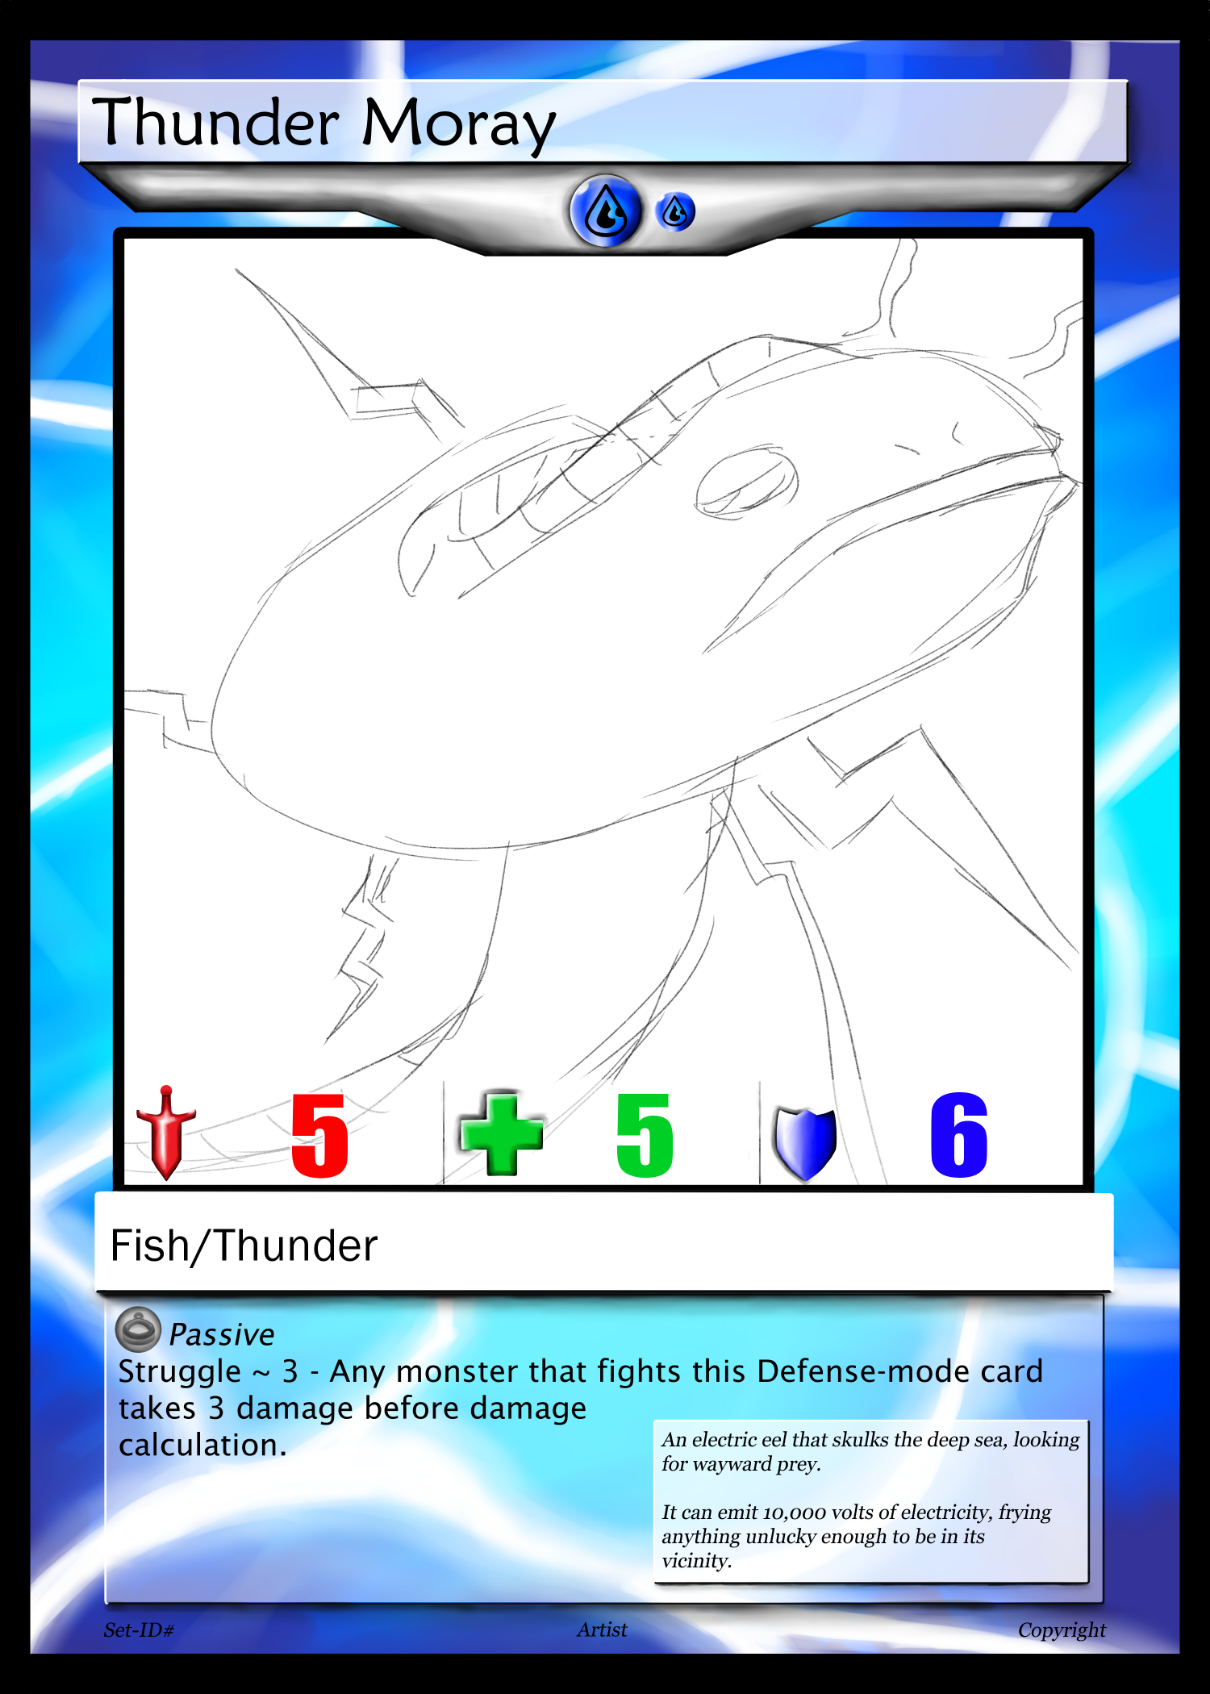 Thunder Moray
5 5 6
Fish/Thunder
Passive
Struggle ~ 3 - Any monster that fights this Defense-mode card
takes 3 damage before damage
calculation.
An electric eel that skulks the deep sea, looking
for wayward prey.
It can emit 10,000 volts of electricity, frying
anything unlucky enough to be in its
vicinity.
Set-ID# Artist Copyright